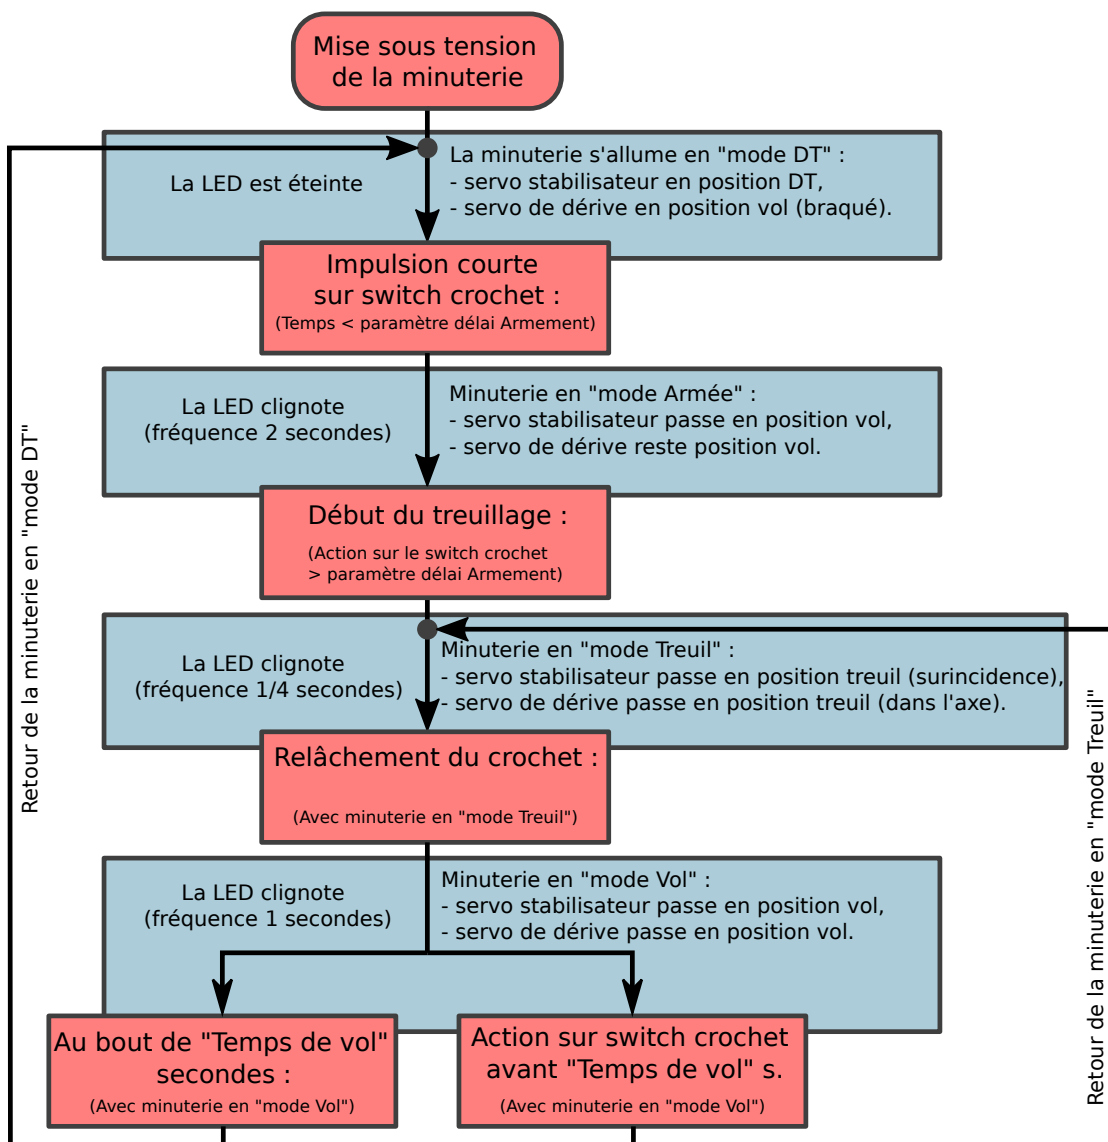 Mise sous tension
de la minuterie
La LED est éteinte
La minuterie s'allume en "mode DT" :
- servo stabilisateur en position DT,
- servo de dérive en position vol (braqué).
Impulsion courte
sur switch crochet :
(Temps < paramètre délai Armement)
La LED clignote
(fréquence 2 secondes)
Minuterie en "mode Armée" :
- servo stabilisateur passe en position vol,
- servo de dérive reste position vol.
Début du treuillage :
(Action sur le switch crochet
> paramètre délai Armement)
La LED clignote
(fréquence 1/4 secondes)
Minuterie en "mode Treuil" :
- servo stabilisateur passe en position treuil (surincidence),
- servo de dérive passe en position treuil (dans l'axe).
Relâchement du crochet :
(Avec minuterie en "mode Treuil")
La LED clignote
(fréquence 1 secondes)
Minuterie en "mode Vol" :
- servo stabilisateur passe en position vol,
- servo de dérive passe en position vol.
Au bout de "Temps de vol"
secondes :
(Avec minuterie en "mode Vol")
Action sur switch crochet
avant "Temps de vol" s.
(Avec minuterie en "mode Vol")
Retour de la minuterie en "mode DT"
Retour de la minuterie en "mode Treuil"